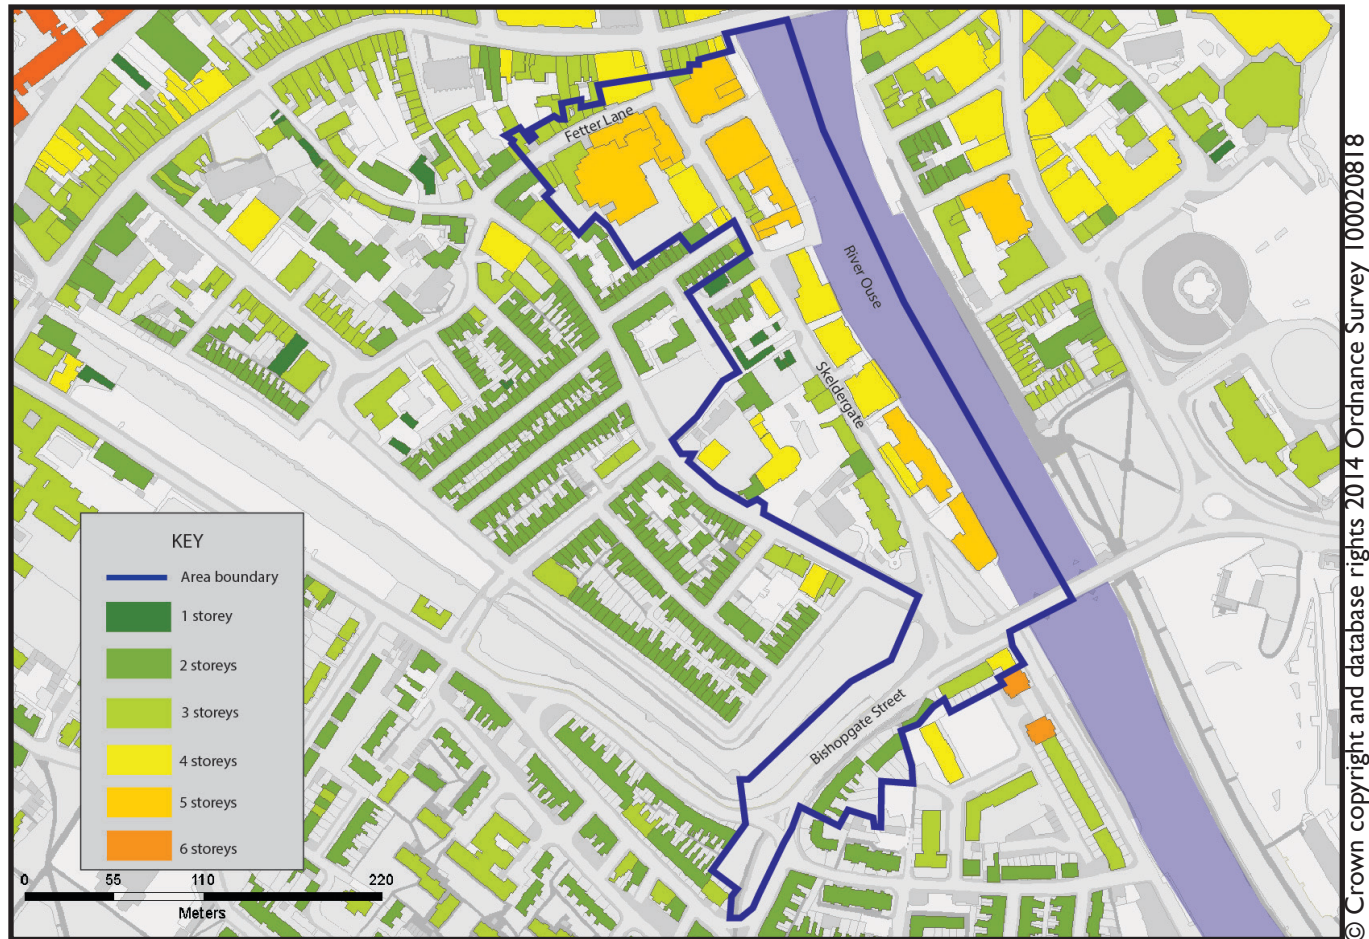 Fetter Lane
River Ouse
Skeldergate
Bishopgate Street
KEY
Area boundary
1 storey
2 storeys
3 storeys
4 storeys
5 storeys
6 storeys
0 55 110 220
Meters
© Crown copyright and database rights 2014 Ordnance Survey 100020818